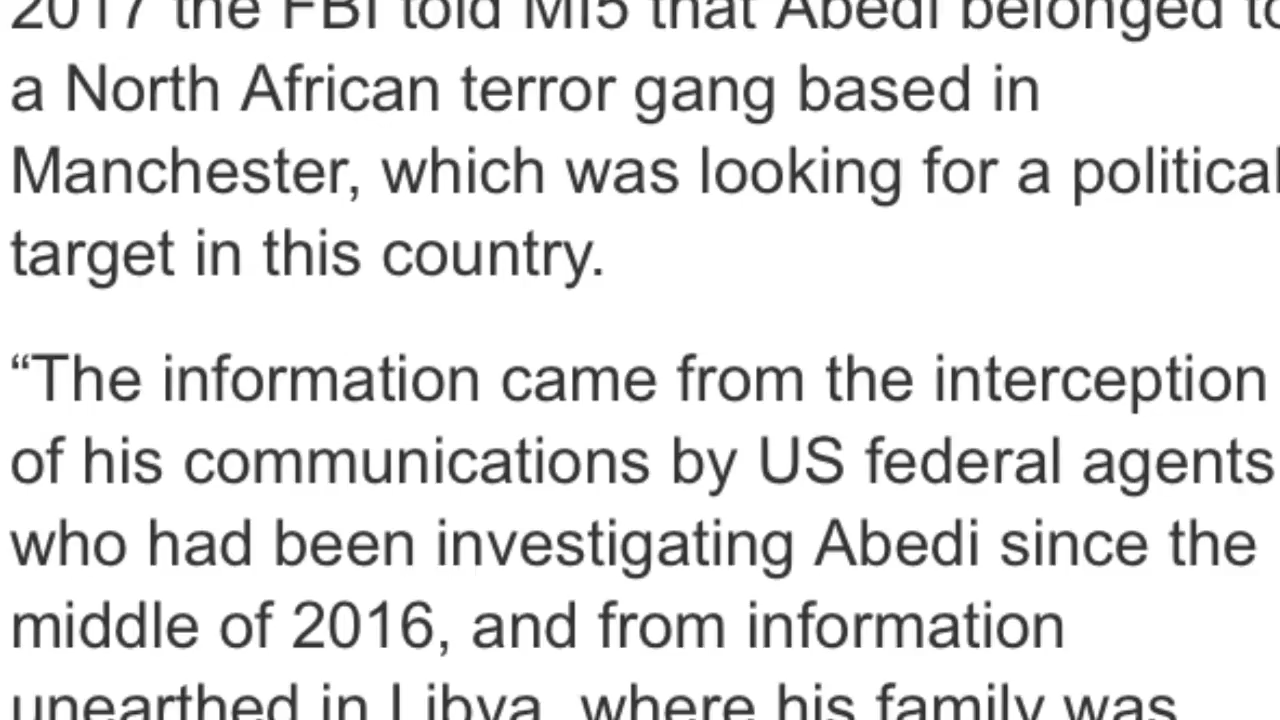 2017 the FBI told MI5 that Abedi belonged to
a North African terror gang based in
Manchester, which was looking for a political
target in this country.
“The information came from the interception
of his communications by US federal agents
who had been investigating Abedi since the
middle of 2016, and from information
unearthed in Libya, where his family was